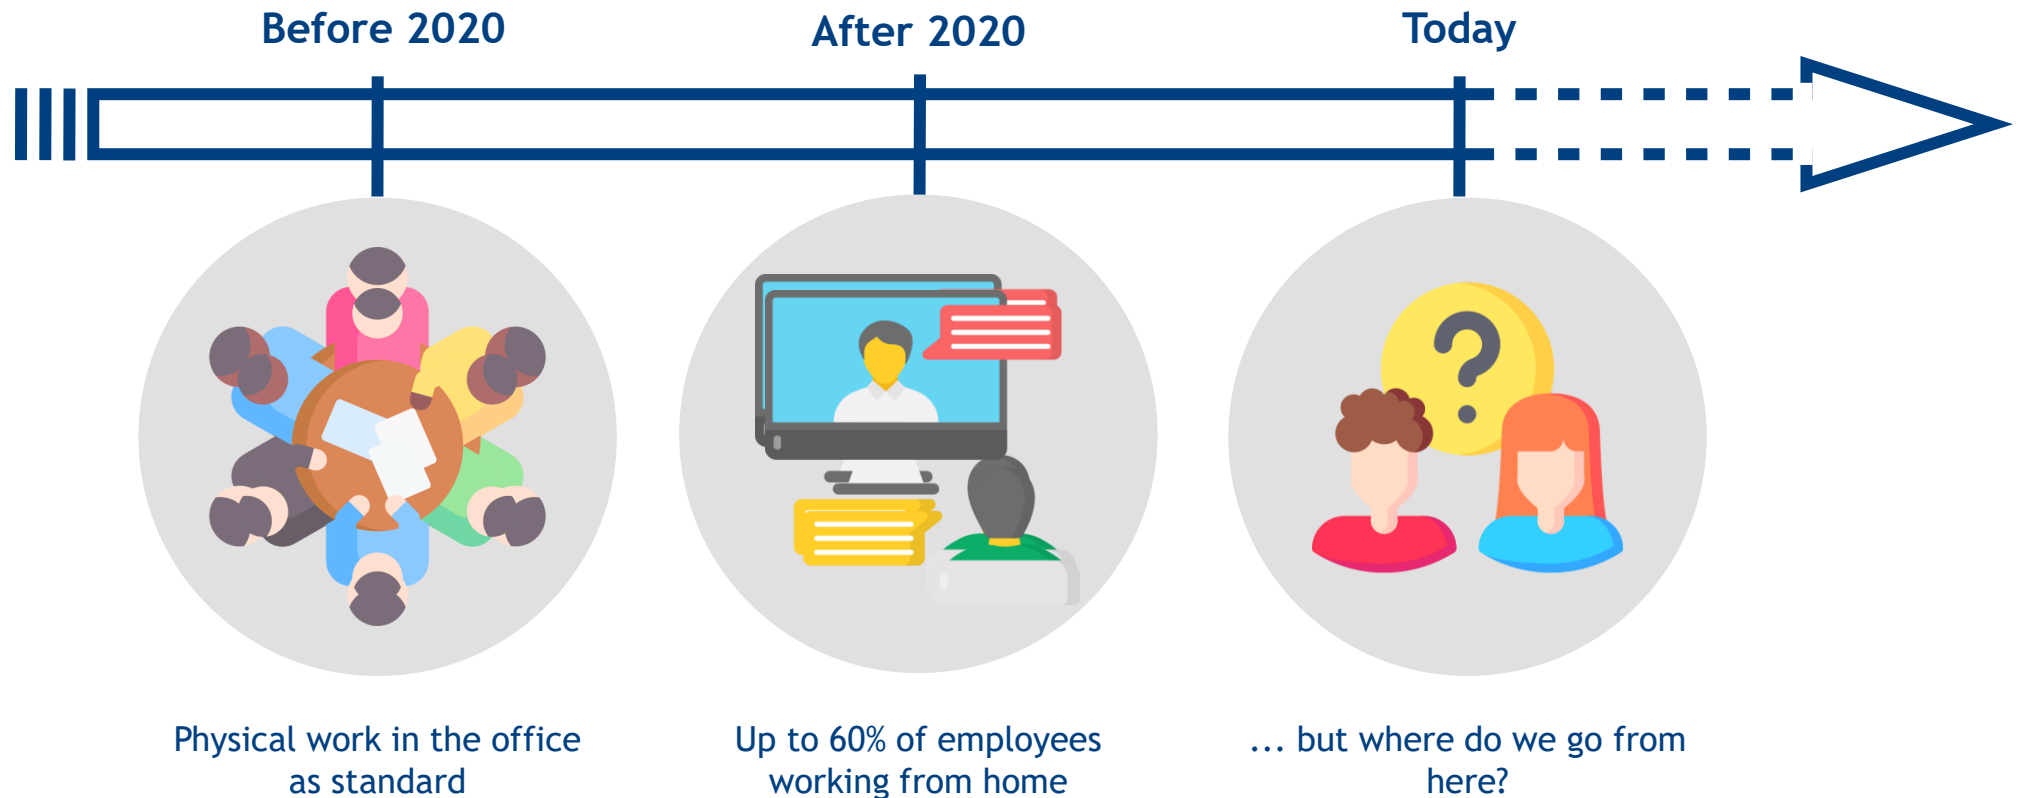 Before 2020
After 2020
Today
Physical work in the office
as standard
Up to 60% of employees
working from home
... but where do we go from
here?